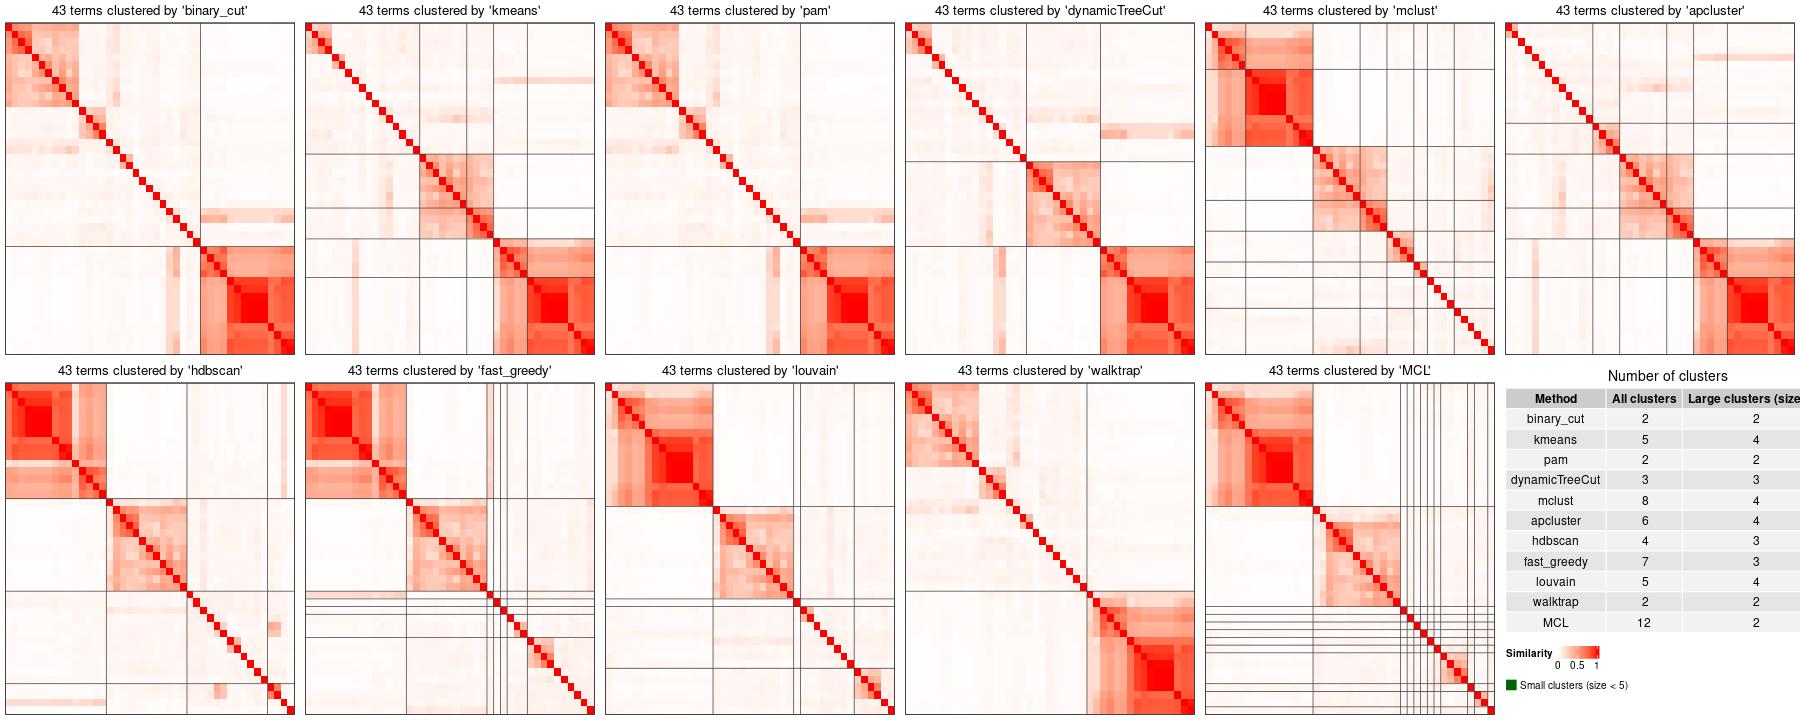 43 terms clustered by 'binary_cut'
43 terms clustered by 'kmeans'
43 terms clustered by 'pam'
43 terms clustered by 'dynamicTreeCut'
43 terms clustered by 'mclust'
43 terms clustered by 'apcluster'
43 terms clustered by 'hdbscan'
43 terms clustered by 'fast_greedy'
43 terms clustered by 'louvain'
43 terms clustered by 'walktrap'
43 terms clustered by 'MCL'
Number of clusters
Method All clusters Large clusters (size
binary_cut 2 2
kmeans 5 4
pam 2 2
dynamicTreeCut 3 3
mclust 8 4
apcluster 6 4
hdbscan 4 3
fast_greedy 7 3
louvain 5 4
walktrap 2 2
MCL 12 2
Similarity
0 0.5 1
Small clusters (size < 5)